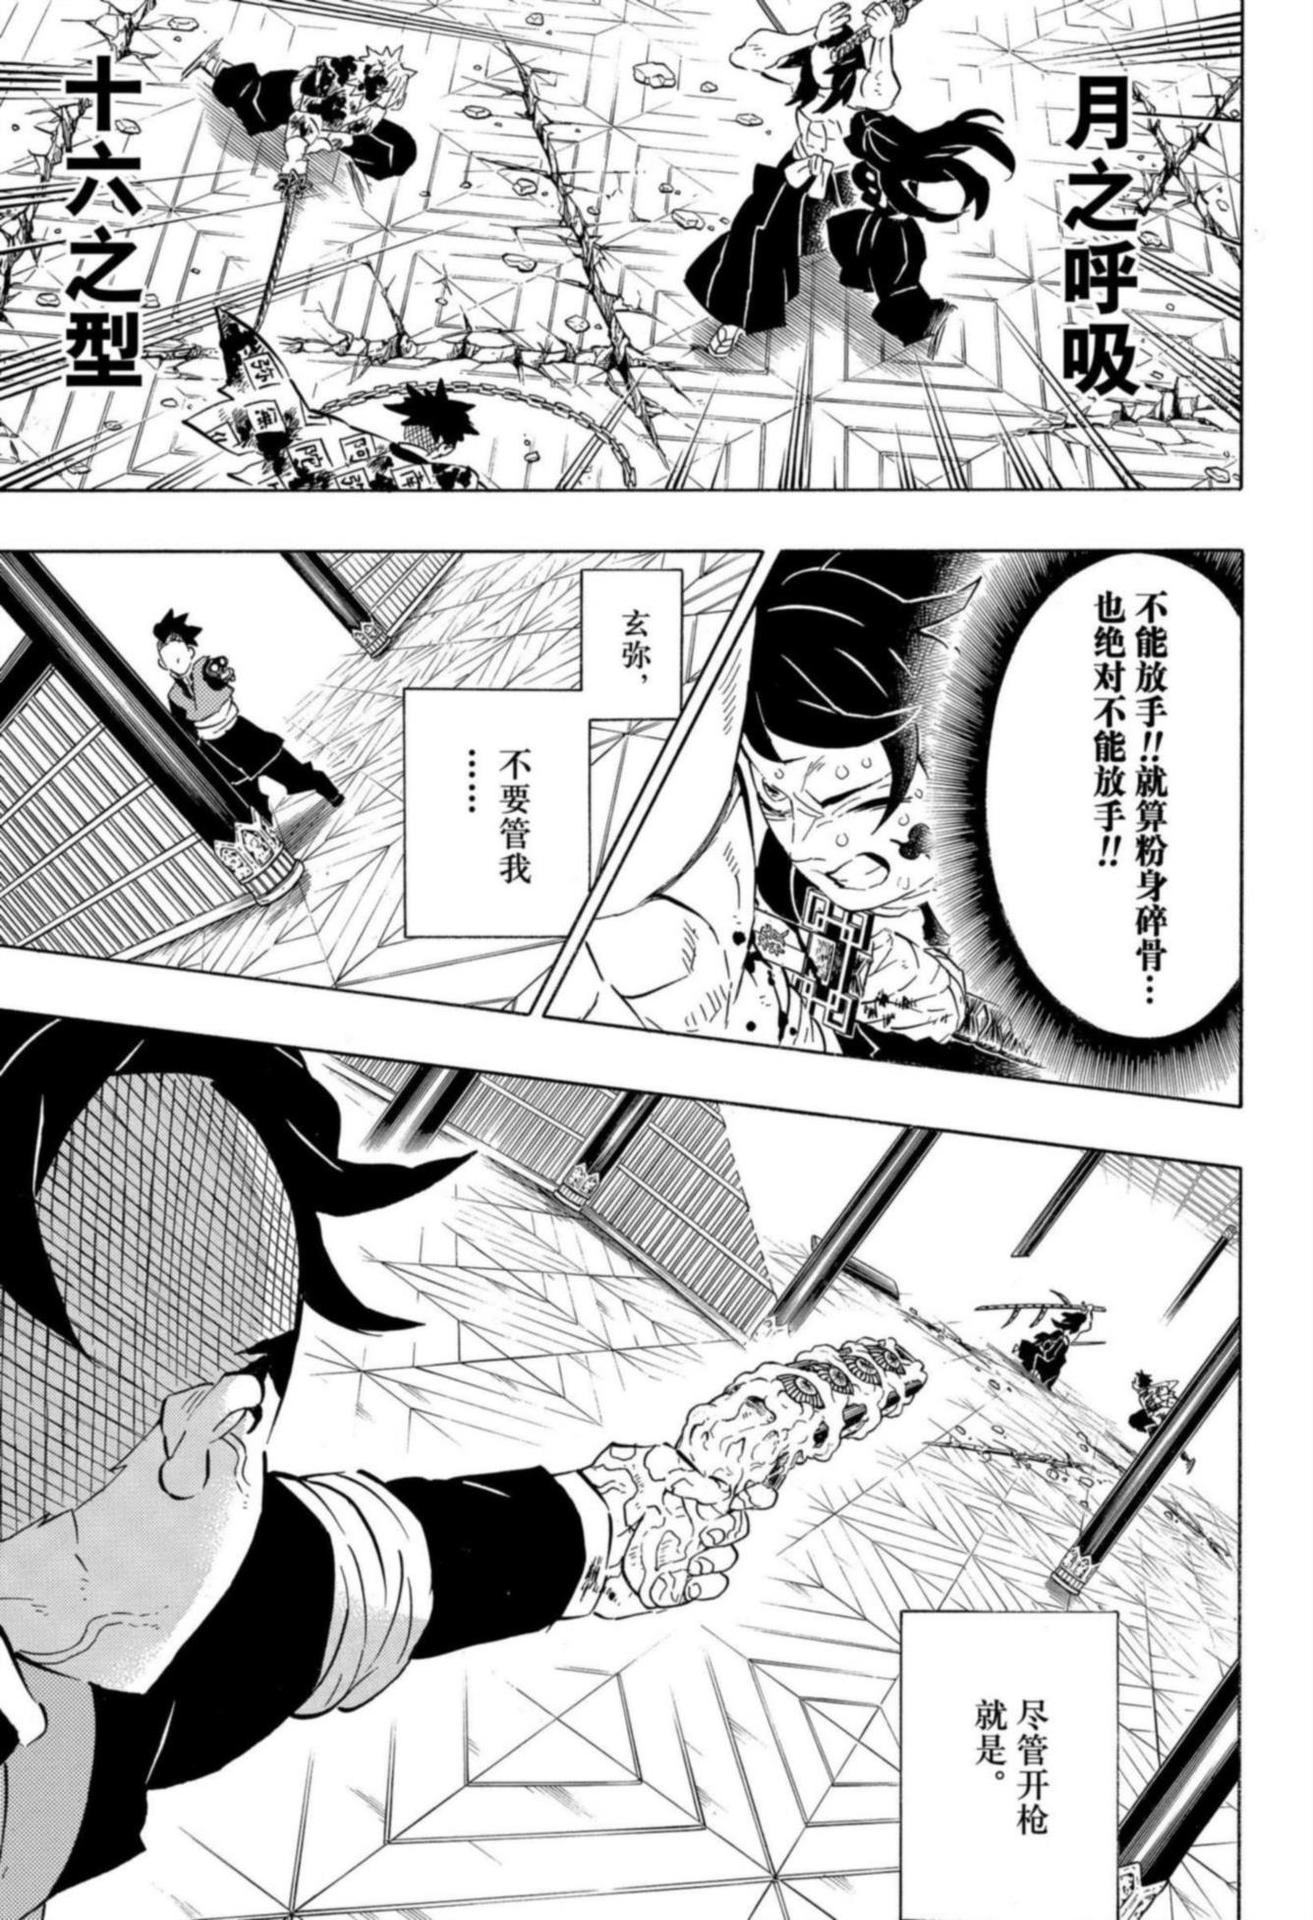 月之呼吸
十六之型
不能放手!!就算粉身碎骨…
也绝对不能放手!!
玄弥，
不要管我
……
尽管开枪
就是。